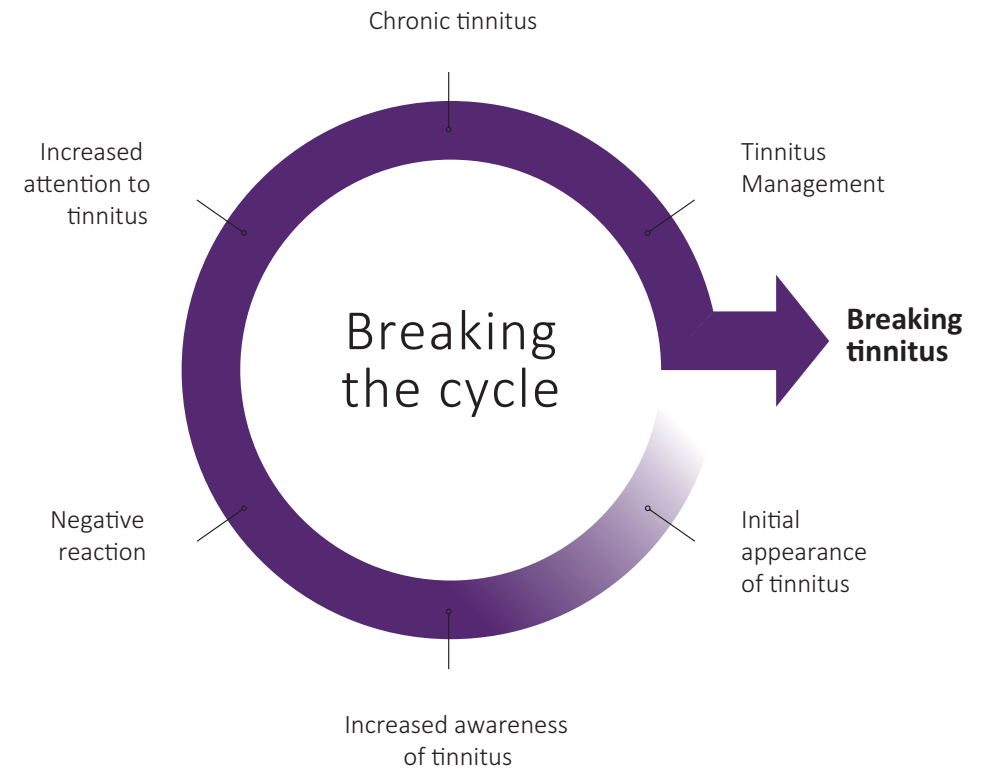 Chronic tinnitus
Increased
attention to
tinnitus
Tinnitus
Management
Breaking
the cycle
Breaking
tinnitus
Negative
reaction
Initial
appearance
of tinnitus
Increased awareness
of tinnitus